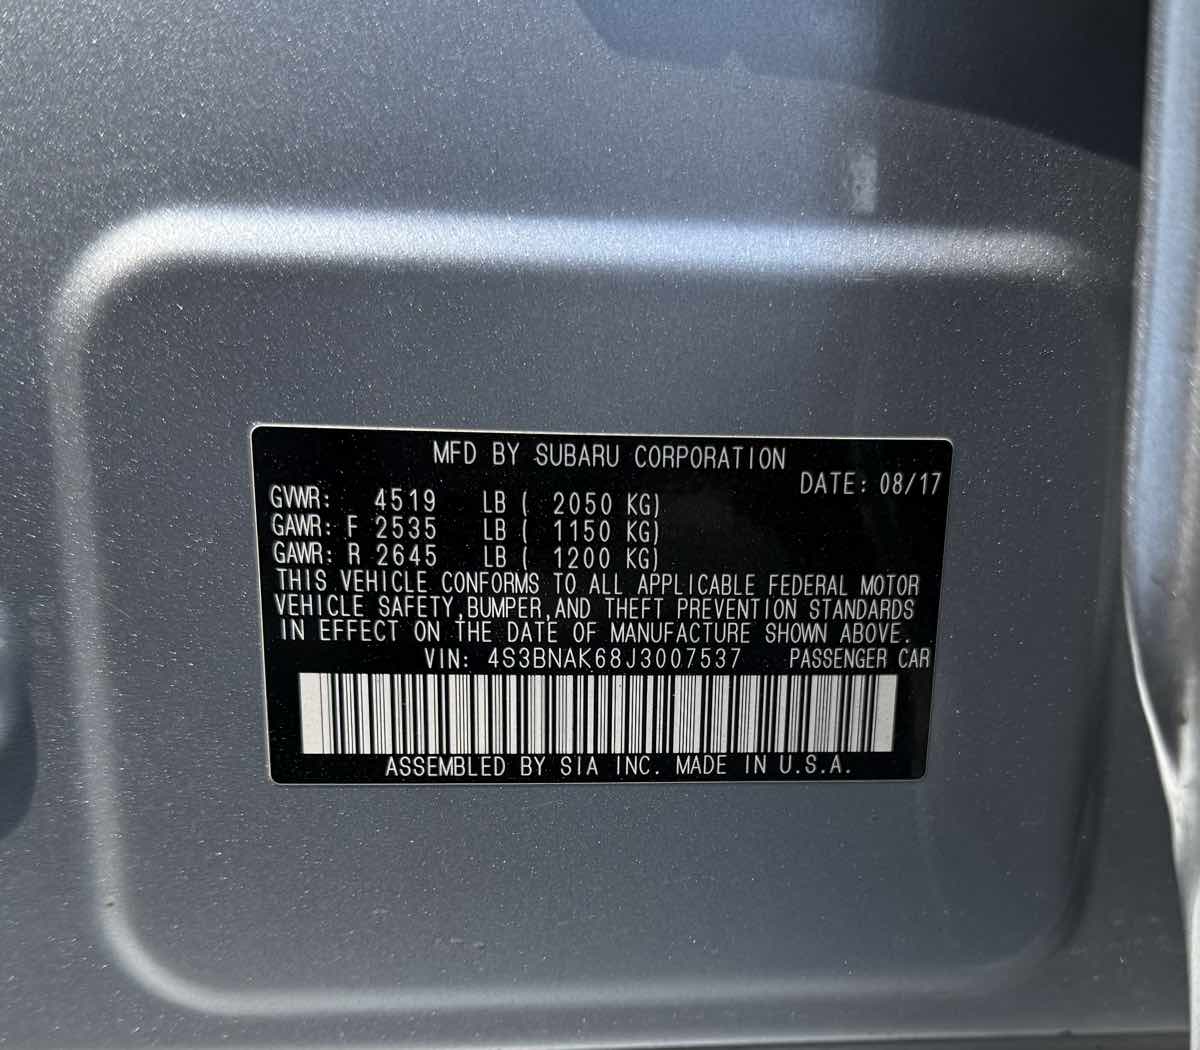 MFD BY SUBARU CORPORATION
DATE: 08/17
GVWR: 4519 LB ( 2050 KG)
GAWR: F 2535 LB ( 1150 KG)
GAWR: R 2645 LB ( 1200 KG)
THIS VEHICLE CONFORMS TO ALL APPLICABLE FEDERAL MOTOR
VEHICLE SAFETY,BUMPER,AND THEFT PREVENTION STANDARDS
IN EFFECT ON THE DATE OF MANUFACTURE SHOWN ABOVE.
VIN: 4S3BNAK68J3007537 PASSENGER CAR
ASSEMBLED BY SIA INC. MADE IN U.S.A.